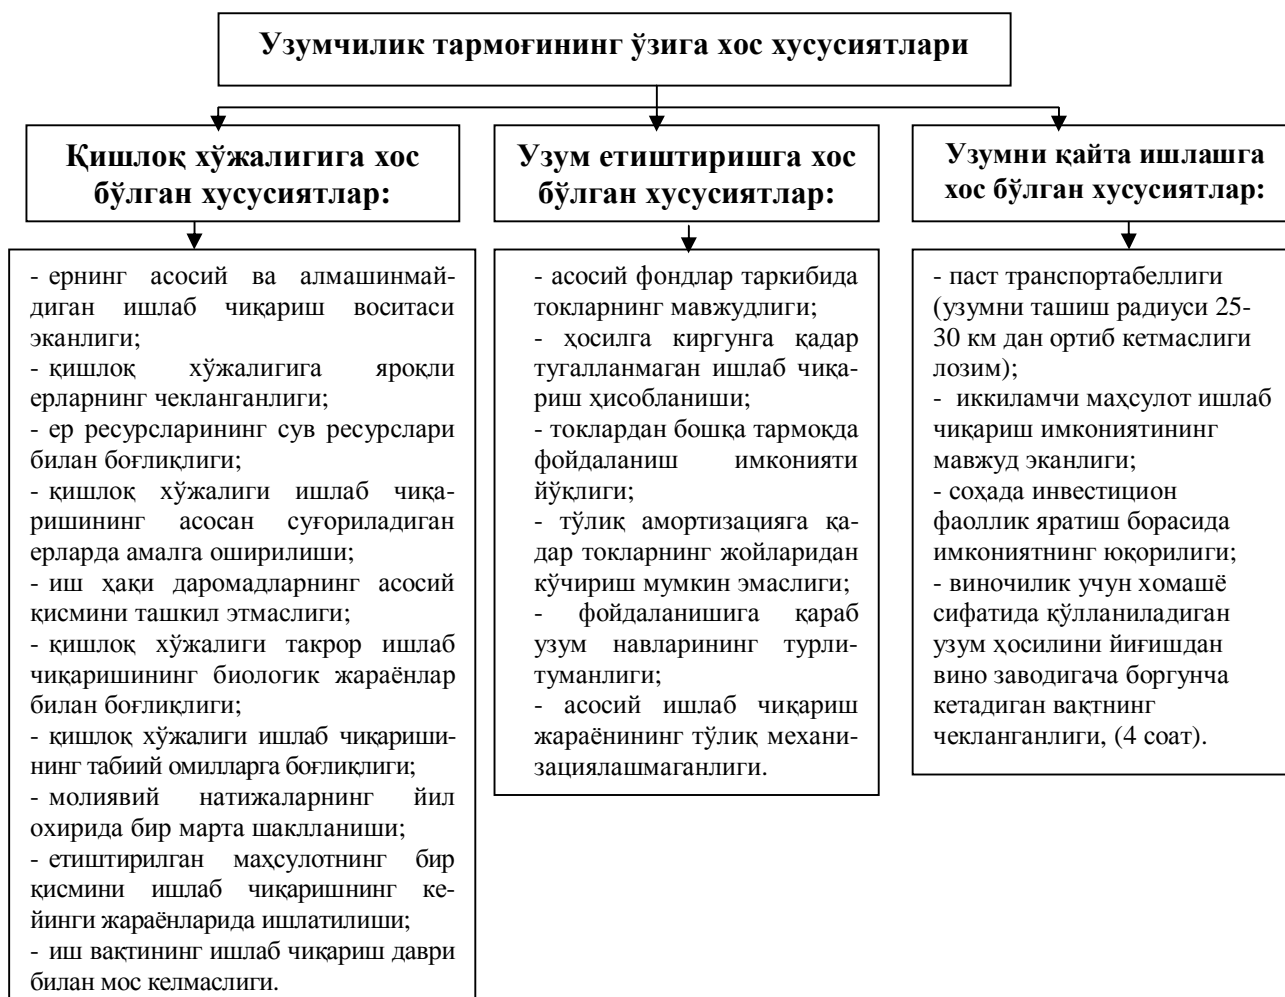 Узумчилик тармоғининг ўзига хос хусусиятлари
Қишлоқ хўжалигига хос
бўлган хусусиятлар:
- ернинг асосий ва алмашинмай-
диган ишлаб чиқариш воситаси
эканлиги;
- қишлоқ хўжалигига яроқли
ерларнинг чекланганлиги;
- ер ресурсларининг сув ресурслари
билан боғлиқлиги;
- қишлоқ хўжалиги ишлаб чиқа-
ришининг асосан суғориладиган
ерларда амалга оширилиши;
- иш ҳақи даромадларнинг асосий
қисмини ташкил этмаслиги;
- қишлоқ хўжалиги такрор ишлаб
чиқаришининг биологик жараёнлар
билан боғлиқлиги;
- қишлоқ хўжалиги ишлаб чиқариши-
нинг табиий омилларга боғлиқлиги;
- молиявий натижаларнинг йил
охирида бир марта шаклланиши;
- етиштирилган маҳсулотнинг бир
қисмини ишлаб чиқаришнинг ке-
йинги жараёнларида ишлатилиши;
- иш вақтининг ишлаб чиқариш даври
билан мос келмаслиги.
Узум етиштиришга хос
бўлган хусусиятлар:
- асосий фондлар таркибида
токларнинг мавжудлиги;
- ҳосилга киргунга қадар
тугалланмаган ишлаб чиқа-
риш ҳисобланиши;
- токлардан бошқа тармоқда
фойдаланиш имконияти
йўқлиги;
- тўлиқ амортизацияга қа-
дар токларнинг жойларидан
кўчириш мумкин эмаслиги;
- фойдаланишига қараб
узум навларининг турли-
туманлиги;
- асосий ишлаб чиқариш
жараёнининг тўлиқ механи-
зациялашмаганлиги.
Узумни қайта ишлашга
хос бўлган хусусиятлар:
- паст транспортабеллиги
(узумни ташиш радиуси 25-
30 км дан ортиб кетмаслиги
лозим);
- иккиламчи маҳсулот ишлаб
чиқариш имкониятининг
мавжуд эканлиги;
- соҳада инвестицион
фаоллик яратиш борасида
имкониятнинг юқорилиги;
- виночилик учун хомашё
сифатида қўлланиладиган
узум ҳосилини йиғишдан
вино заводигача боргунча
кетадиган вақтнинг
чекланганлиги, (4 соат).